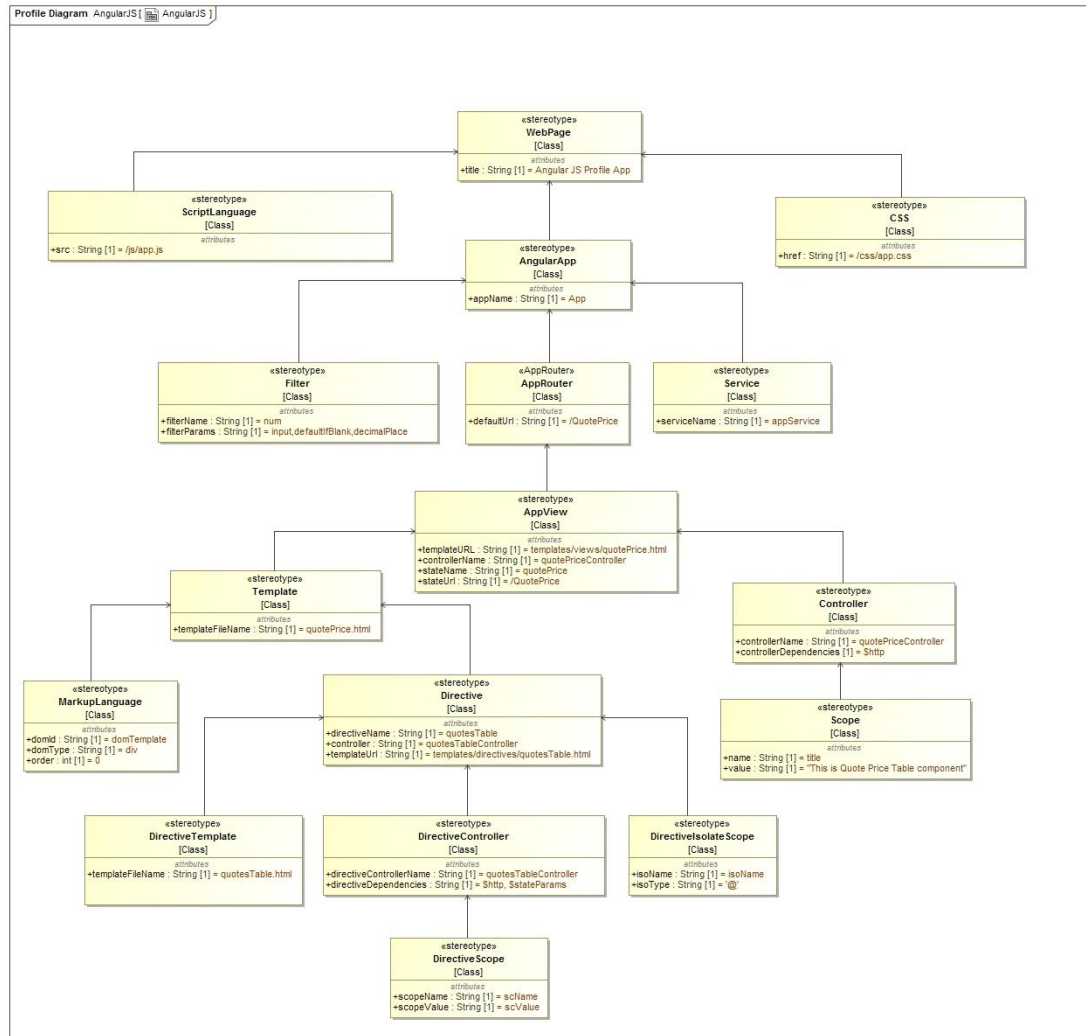 Profile Diagram AngularJS [ AngularJS ]
«stereotype»
WebPage
[Class]
attributes
+title : String [1] = Angular JS Profile App
«stereotype»
ScriptLanguage
[Class]
attributes
+src : String [1] = /js/app.js
«stereotype»
CSS
[Class]
attributes
+href : String [1] = /css/app.css
«stereotype»
AngularApp
[Class]
attributes
+appName : String [1] = App
«stereotype»
Filter
[Class]
attributes
+filterName : String [1] = num
+filterParams : String [1] = input,defaultIfBlank,decimalPlace
«AppRouter»
AppRouter
[Class]
attributes
+defaultUrl : String [1] = /QuotePrice
«stereotype»
Service
[Class]
attributes
+serviceName : String [1] = appService
«stereotype»
AppView
[Class]
attributes
+templateURL : String [1] = templates/views/quotePrice.html
+controllerName : String [1] = quotePriceController
+stateName : String [1] = quotePrice
+stateUrl : String [1] = /QuotePrice
«stereotype»
Template
[Class]
attributes
+templateFileName : String [1] = quotePrice.html
«stereotype»
Controller
[Class]
attributes
+controllerName : String [1] = quotePriceController
+controllerDependencies [1] = $http
«stereotype»
MarkupLanguage
[Class]
attributes
+domId : String [1] = domTemplate
+domType : String [1] = div
+order : int [1] = 0
«stereotype»
Directive
[Class]
attributes
+directiveName : String [1] = quotesTable
+controller : String [1] = quotesTableController
+templateUrl : String [1] = templates/directives/quotesTable.html
«stereotype»
Scope
[Class]
attributes
+name : String [1] = title
+value : String [1] = "This is Quote Price Table component"
«stereotype»
DirectiveTemplate
[Class]
attributes
+templateFileName : String [1] = quotesTable.html
«stereotype»
DirectiveController
[Class]
attributes
+directiveControllerName : String [1] = quotesTableController
+directiveDependencies : String [1] = $http, $stateParams
«stereotype»
DirectiveIsolateScope
[Class]
attributes
+isoName : String [1] = isoName
+isoType : String [1] = '@'
«stereotype»
DirectiveScope
[Class]
attributes
+scopeName : String [1] = scName
+scopeValue : String [1] = scValue